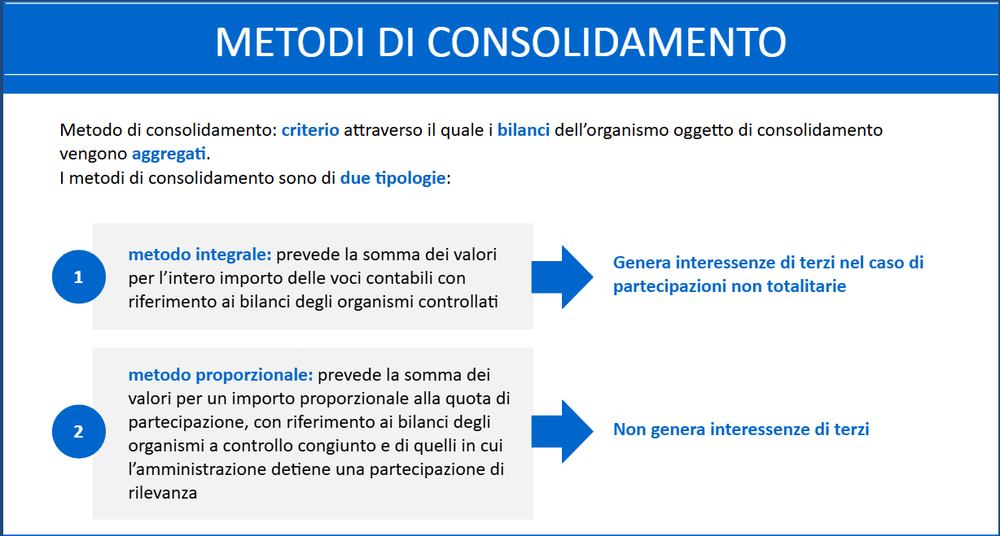 METODI DI CONSOLIDAMENTO
Metodo di consolidamento: criterio attraverso il quale i bilanci dell’organismo oggetto di consolidamento
vengono aggregati.
I metodi di consolidamento sono di due tipologie:
1
metodo integrale: prevede la somma dei valori
per l’intero importo delle voci contabili con
riferimento ai bilanci degli organismi controllati
Genera interessenze di terzi nel caso di
partecipazioni non totalitarie
2
metodo proporzionale: prevede la somma dei
valori per un importo proporzionale alla quota di
partecipazione, con riferimento ai bilanci degli
organismi a controllo congiunto e di quelli in cui
l’amministrazione detiene una partecipazione di
rilevanza
Non genera interessenze di terzi